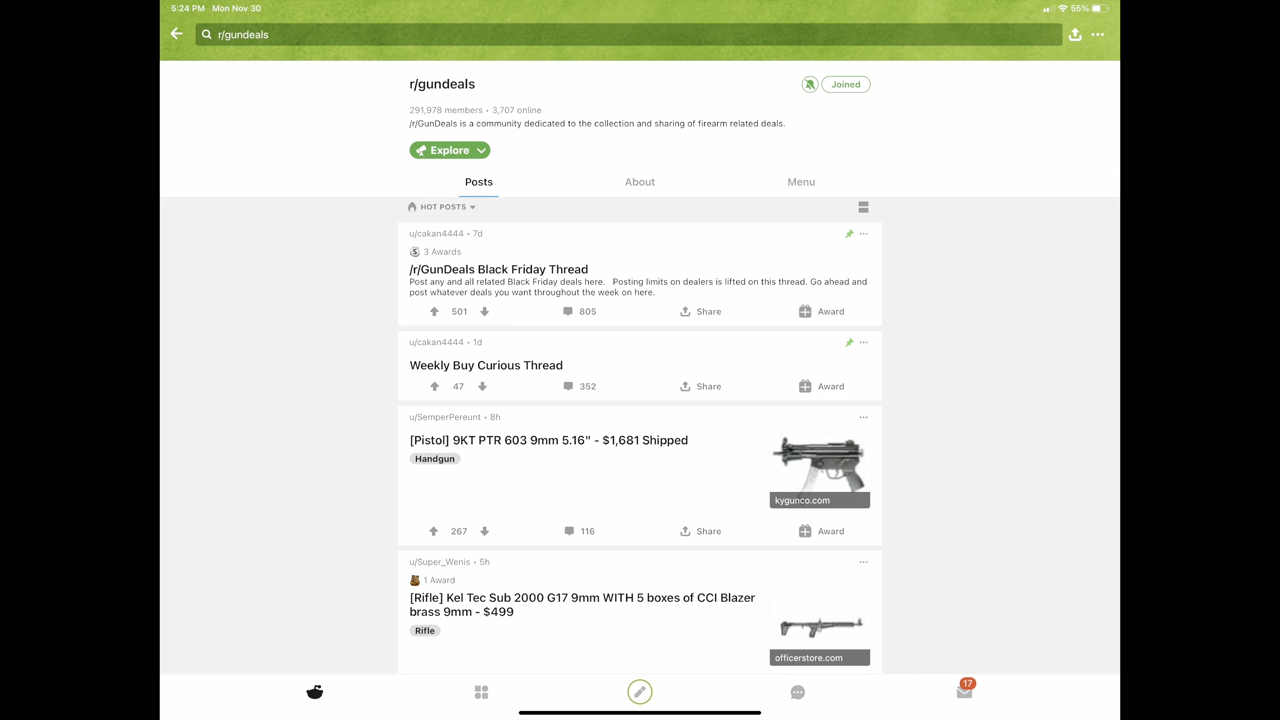 5:24 PM Mon Nov 30
55%
r/gundeals
r/gundeals
Joined
291,978 members • 3,707 online
/r/GunDeals is a community dedicated to the collection and sharing of firearm related deals.
Explore
Posts
About
Menu
HOT POSTS
u/cakan4444 • 7d
3 Awards
/r/GunDeals Black Friday Thread
Post any and all related Black Friday deals here. Posting limits on dealers is lifted on this thread. Go ahead and
post whatever deals you want throughout the week on here.
501
805
Share
Award
u/cakan4444 • 1d
Weekly Buy Curious Thread
47
352
Share
Award
u/SemperPereunt • 8h
[Pistol] 9KT PTR 603 9mm 5.16" - $1,681 Shipped
Handgun
kygunco.com
267
116
Share
Award
u/Super_Wenis • 5h
1 Award
[Rifle] Kel Tec Sub 2000 G17 9mm WITH 5 boxes of CCI Blazer
brass 9mm - $499
Rifle
officerstore.com
17